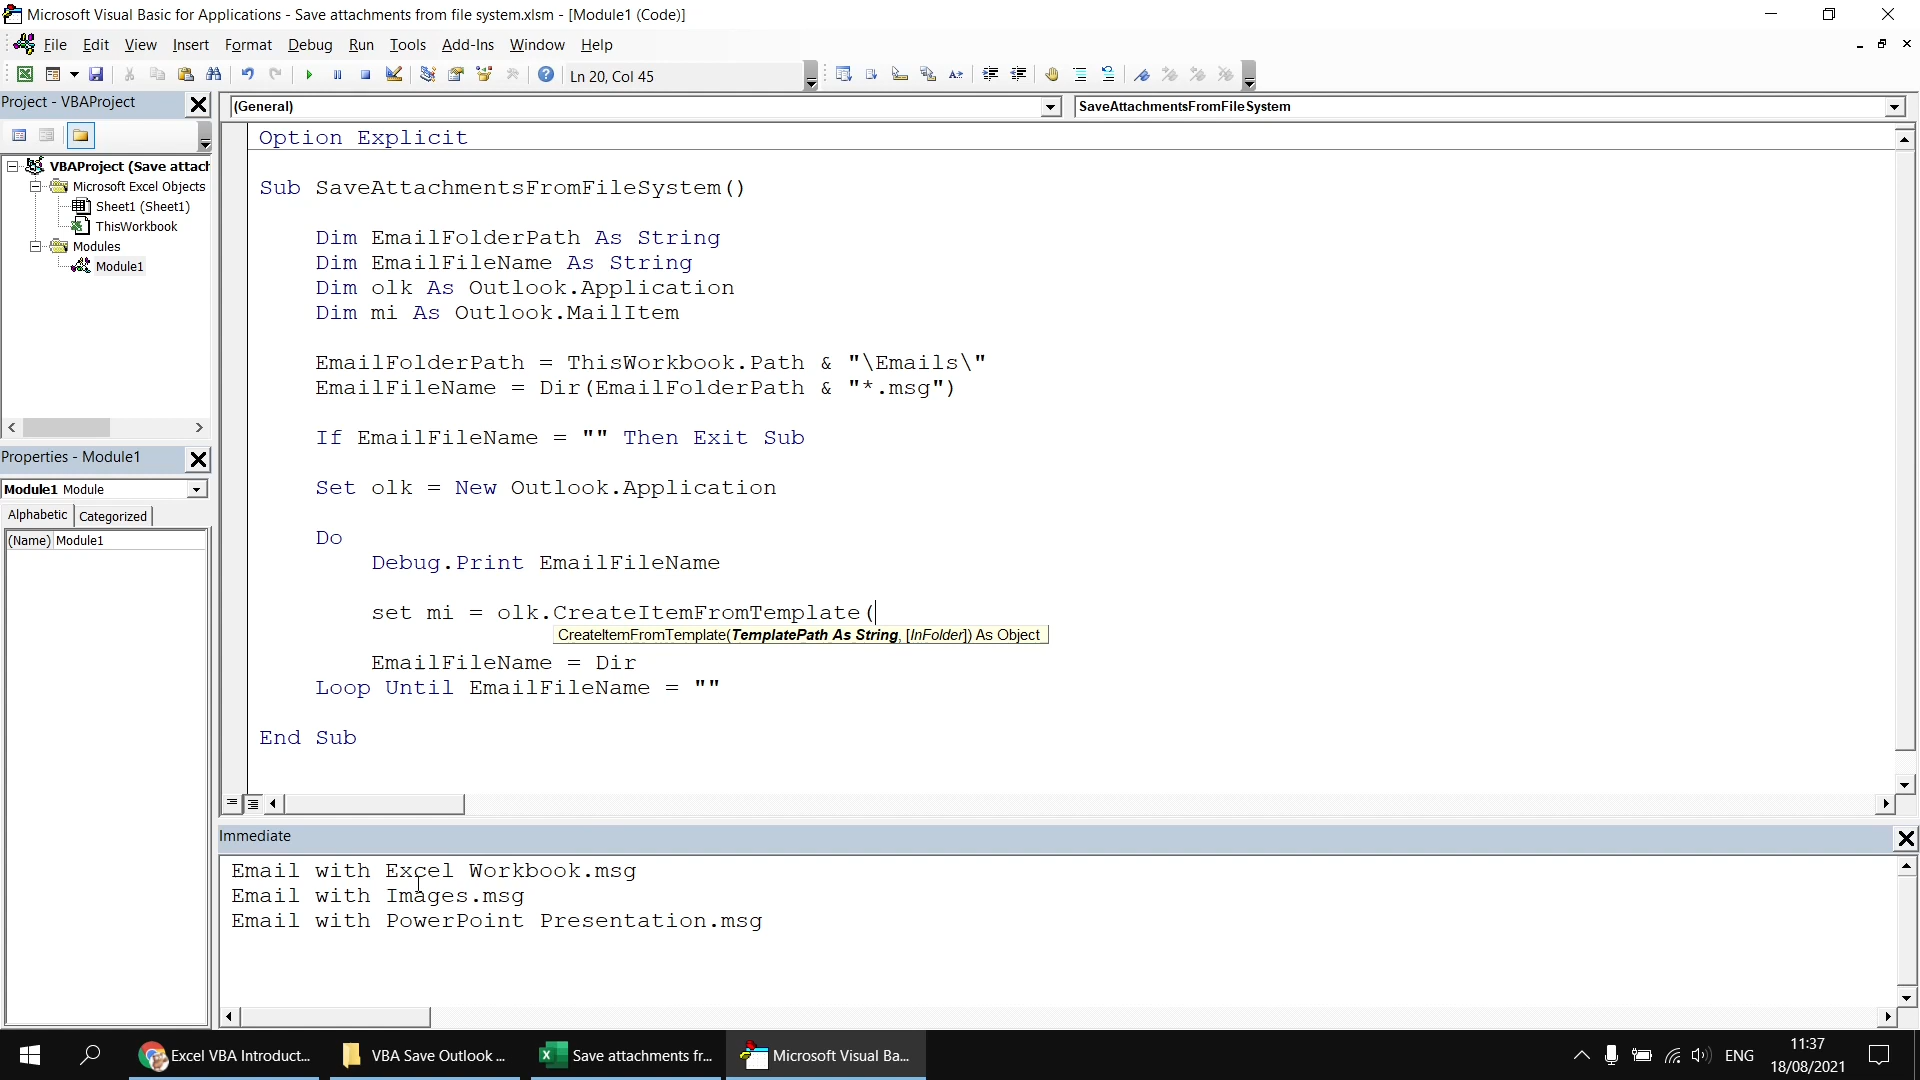 Microsoft Visual Basic for Applications - Save attachments from file system.xlsm - [Module1 (Code)]
File Edit View Insert Format Debug Run Tools Add-Ins Window Help
Ln 20, Col 45
Project - VBAProject
VBAProject (Save attach
Microsoft Excel Objects
Sheet1 (Sheet1)
ThisWorkbook
Modules
Module1
Properties - Module1
Module1 Module
Alphabetic Categorized
(Name) Module1
(General) SaveAttachmentsFromFileSystem
Option Explicit
Sub SaveAttachmentsFromFileSystem()
Dim EmailFolderPath As String
Dim EmailFileName As String
Dim olk As Outlook.Application
Dim mi As Outlook.MailItem
EmailFolderPath = ThisWorkbook.Path & "\Emails\"
EmailFileName = Dir(EmailFolderPath & "*.msg")
If EmailFileName = "" Then Exit Sub
Set olk = New Outlook.Application
Do
Debug.Print EmailFileName
set mi = olk.CreateItemFromTemplate(
CreateItemFromTemplate(TemplatePath As String, [InFolder]) As Object
EmailFileName = Dir
Loop Until EmailFileName = ""
End Sub
Immediate
Email with Excel Workbook.msg
Email with Images.msg
Email with PowerPoint Presentation.msg
Excel VBA Introduct... VBA Save Outlook ... Save attachments fr... Microsoft Visual Ba... ENG 11:37
18/08/2021